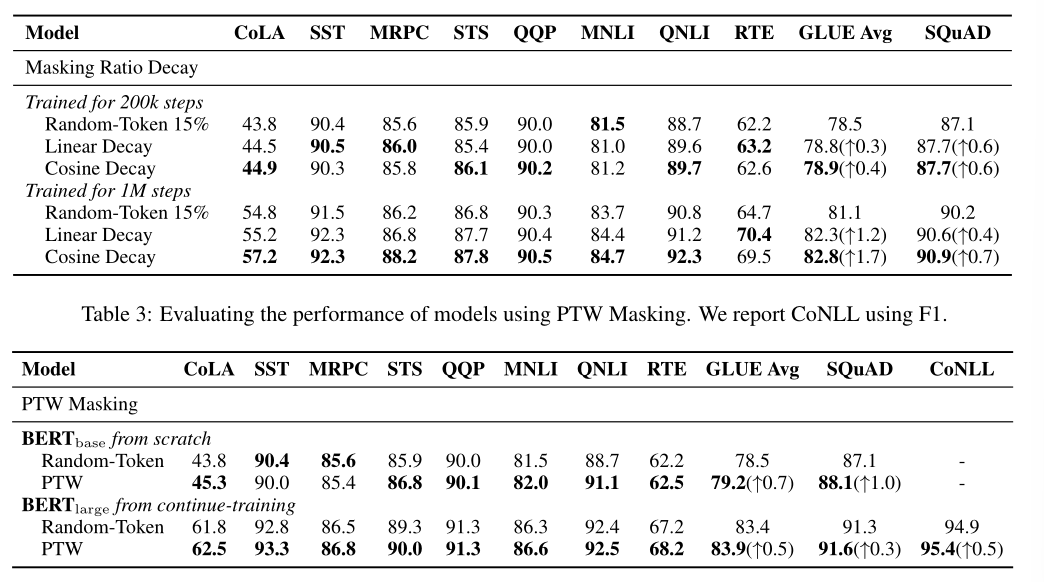 Model CoLA SST MRPC STS QQP MNLI QNLI RTE GLUE Avg SQuAD
Masking Ratio Decay
Trained for 200k steps
Random-Token 15% 43.8 90.4 85.6 85.9 90.0 81.5 88.7 62.2 78.5 87.1
Linear Decay 44.5 90.5 86.0 85.4 90.0 81.0 89.6 63.2 78.8(↑0.3) 87.7(↑0.6)
Cosine Decay 44.9 90.3 85.8 86.1 90.2 81.2 89.7 62.6 78.9(↑0.4) 87.7(↑0.6)
Trained for 1M steps
Random-Token 15% 54.8 91.5 86.2 86.8 90.3 83.7 90.8 64.7 81.1 90.2
Linear Decay 55.2 92.3 86.8 87.7 90.4 84.4 91.2 70.4 82.3(↑1.2) 90.6(↑0.4)
Cosine Decay 57.2 92.3 88.2 87.8 90.5 84.7 92.3 69.5 82.8(↑1.7) 90.9(↑0.7)
Table 3: Evaluating the performance of models using PTW Masking. We report CoNLL using F1.
Model CoLA SST MRPC STS QQP MNLI QNLI RTE GLUE Avg SQuAD CoNLL
PTW Masking
BERTbase from scratch
Random-Token 43.8 90.4 85.6 85.9 90.0 81.5 88.7 62.2 78.5 87.1 -
PTW 45.3 90.0 85.4 86.8 90.1 82.0 91.1 62.5 79.2(↑0.7) 88.1(↑1.0) -
BERTlarge from continue-training
Random-Token 61.8 92.8 86.5 89.3 91.3 86.3 92.4 67.2 83.4 91.3 94.9
PTW 62.5 93.3 86.8 90.0 91.3 86.6 92.5 68.2 83.9(↑0.5) 91.6(↑0.3) 95.4(↑0.5)